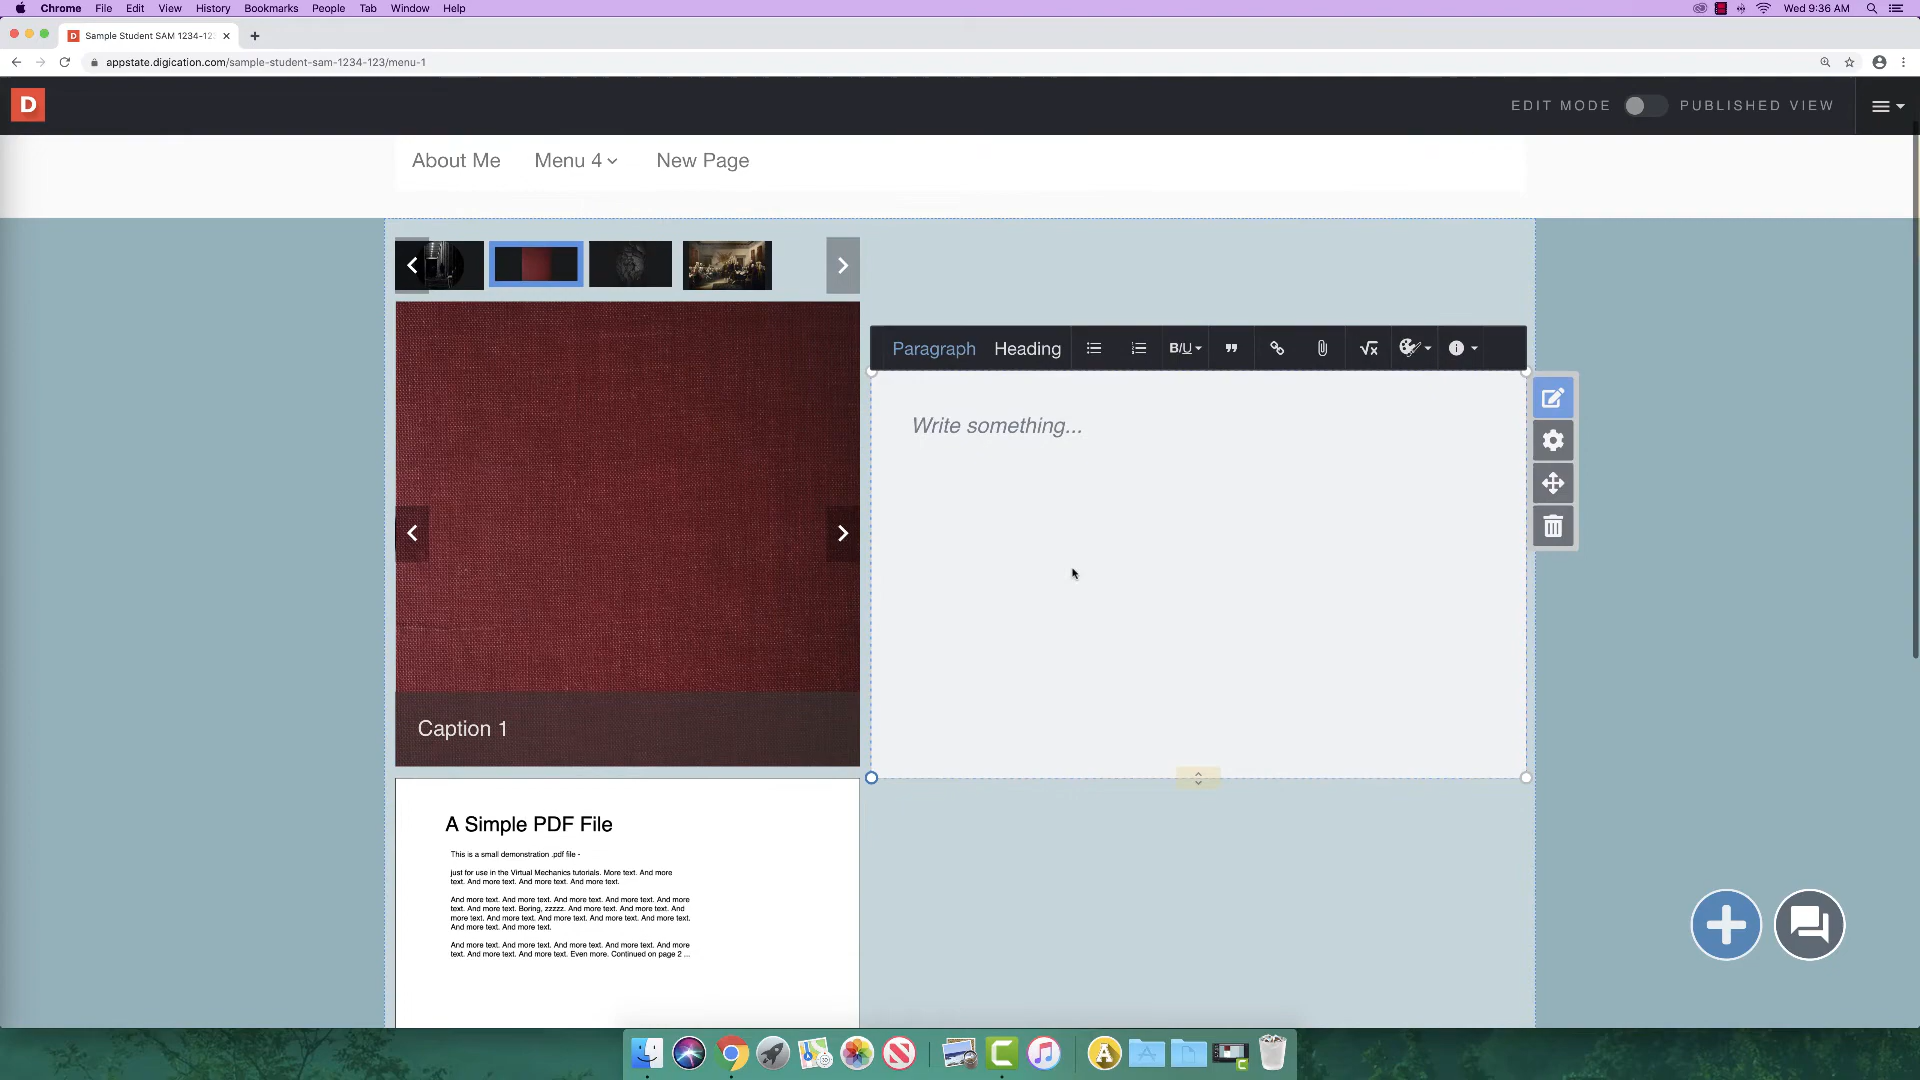 Chrome File Edit View History Bookmarks People Tab Window Help Wed 9:36 AM
D Sample Student SAM 1234-12
appstate.digication.com/sample-student-sam-1234-123/menu-1
D EDIT MODE PUBLISHED VIEW
About Me Menu 4 New Page
Paragraph Heading B/U
Write something...
Caption 1
A Simple PDF File
This is a small demonstration .pdf file -
just for use in the Virtual Mechanics tutorials. More text. And more
text. And more text. And more text. And more text.
And more text. And more text. And more text. And more
text. And more text. Boring, zzzzz. And more text. And more text. And
more text. And more text. And more text. And more text. And more text.
And more text. And more text.
And more text. And more text. And more text. And more
text. And more text. And more text. Even more. Continued on page 2 ...